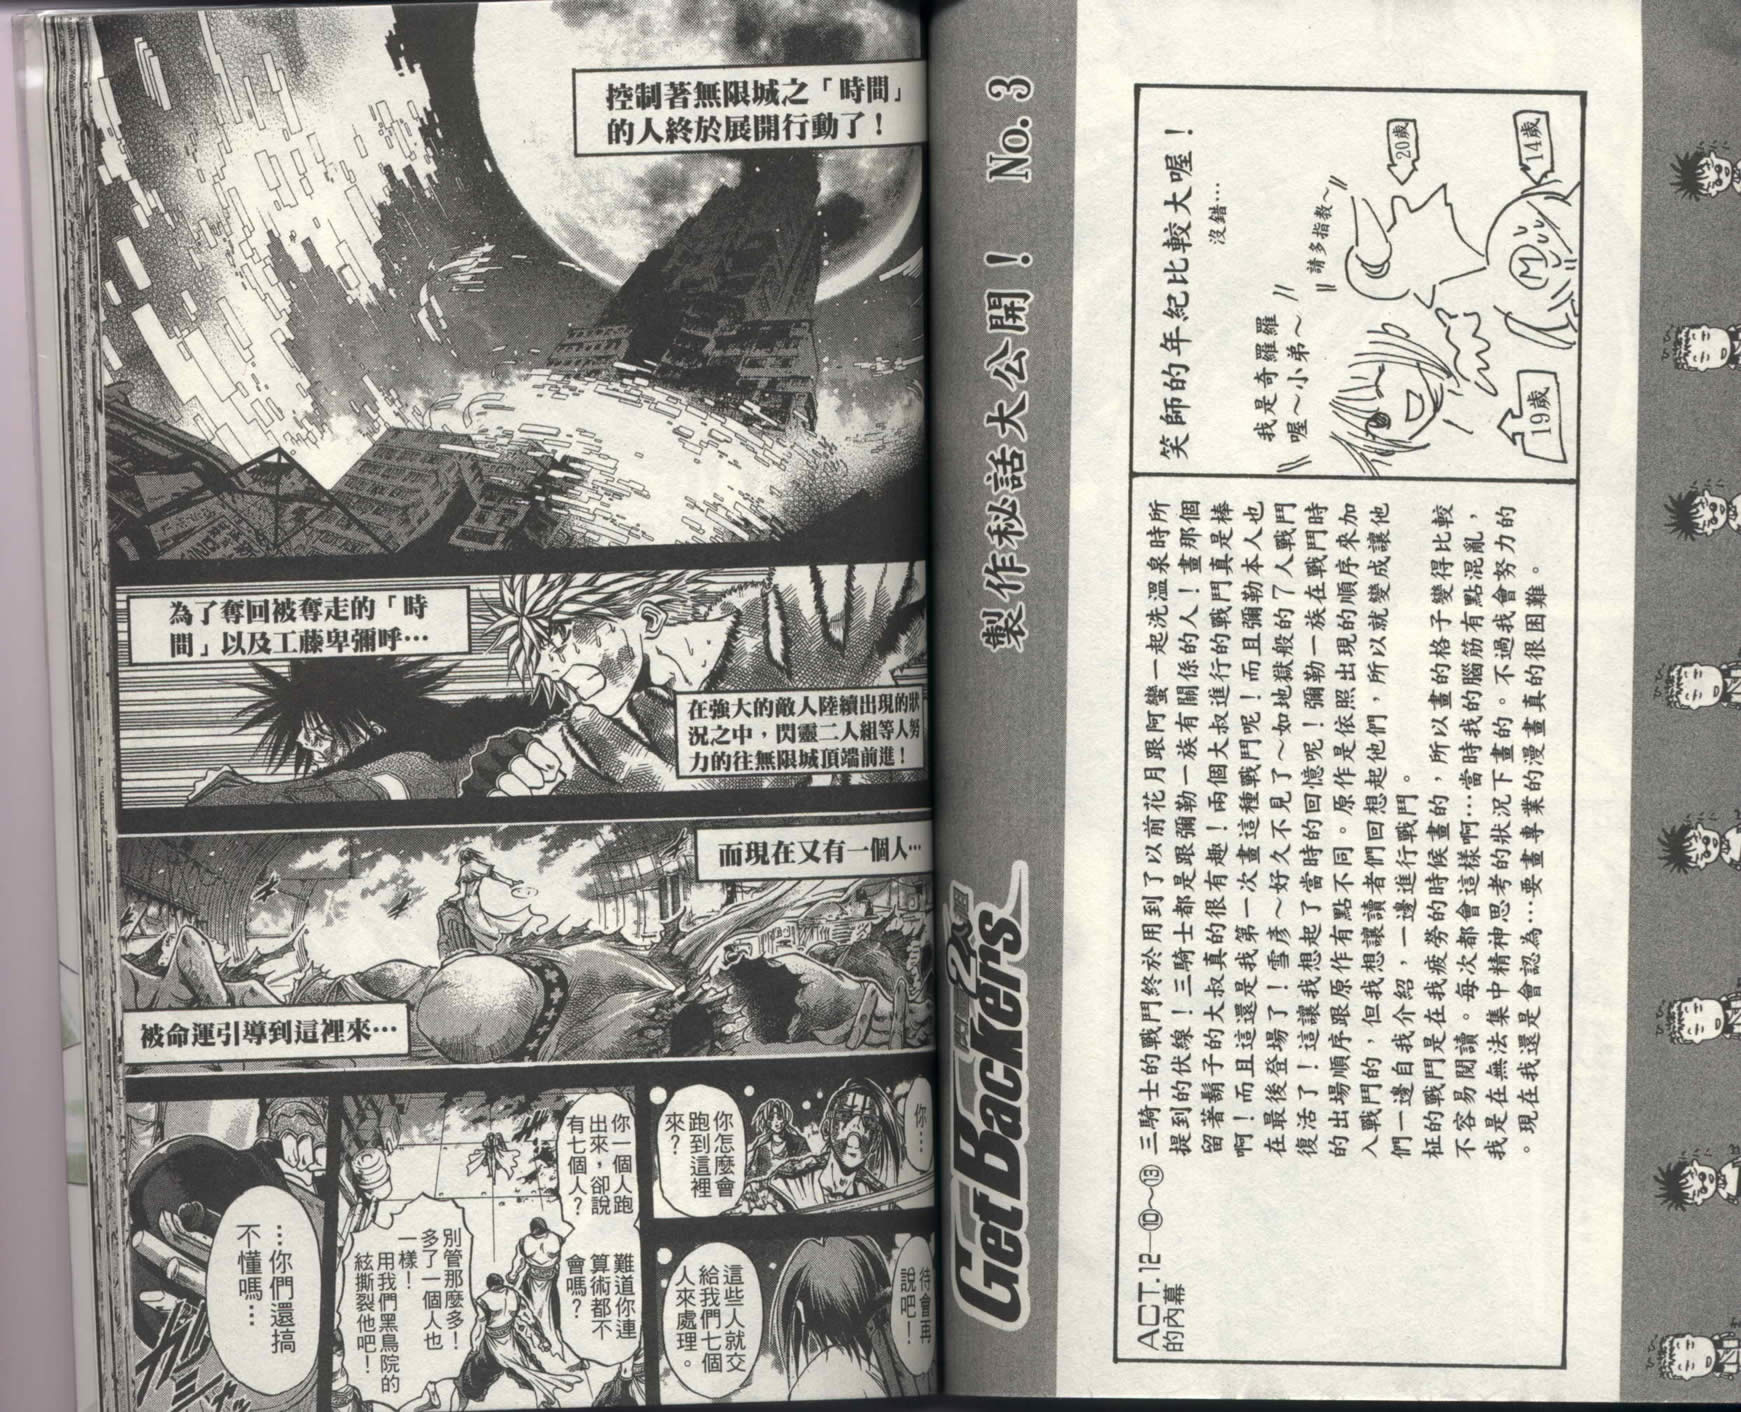 控制著無限城之「時間」
的人終於展開行動了！
為了奪回被奪走的「時
間」以及工藤卑彌呼…
在強大的敵人陸續出現的狀
況之中，閃靈二人組等人努
力的往無限城頂端前進！
而現在又有一個人…
被命運引導到這裡來…
你…
你怎麼會
跑到這裡
來？
待會再
說吧！
這些人就交
給我們七個
人來處理。
你一個人跑
出來，卻說
有七個人？
難道你連
算術都不
會嗎？
別管那麼多！
多了一個人也
一樣！
用我們黑鳥院的
絃撕裂他吧！
…你們還搞
不懂嗎…
GetBackers
製作秘話大公開！ No. 3
ACT.12—⑩～⑬
的內幕
三騎士的戰鬥終於用到了以前花月跟阿蠻一起洗溫泉時所
提到的伏線！三騎士都是跟彌勒一族有關係的人！畫那個
留著鬍子的大叔真的很有趣！兩個大叔進行的戰鬥真是棒
啊！而且這還是我第一次畫這種戰鬥呢！而且彌勒本人也
在最後登場了！雪彥～好久不見了～如地獄般的7人戰鬥
復活了！這讓我想起了當時的回憶呢！彌勒一族在戰鬥時
的出場順序跟原作有點不同。原作是依照出現的順序來加
入戰鬥的，但我想讓讀者們回想起他們，所以就變成讓他
們一邊自我介紹，一邊進行戰鬥。
柾的戰鬥是在我疲勞的時候畫的，所以畫的格子變得比較
不容易閱讀。每次都會這樣啊…當時我的腦筋有點混亂，
我是在無法集中精神思考的狀況下畫的。不過我會努力的
。現在我還是會認為…要畫專業的漫畫真的很困難。
笑師的年紀比較大喔！
沒錯…
我是奇羅羅
喔～小弟～
請多指教～
20歲
14歲
19歲